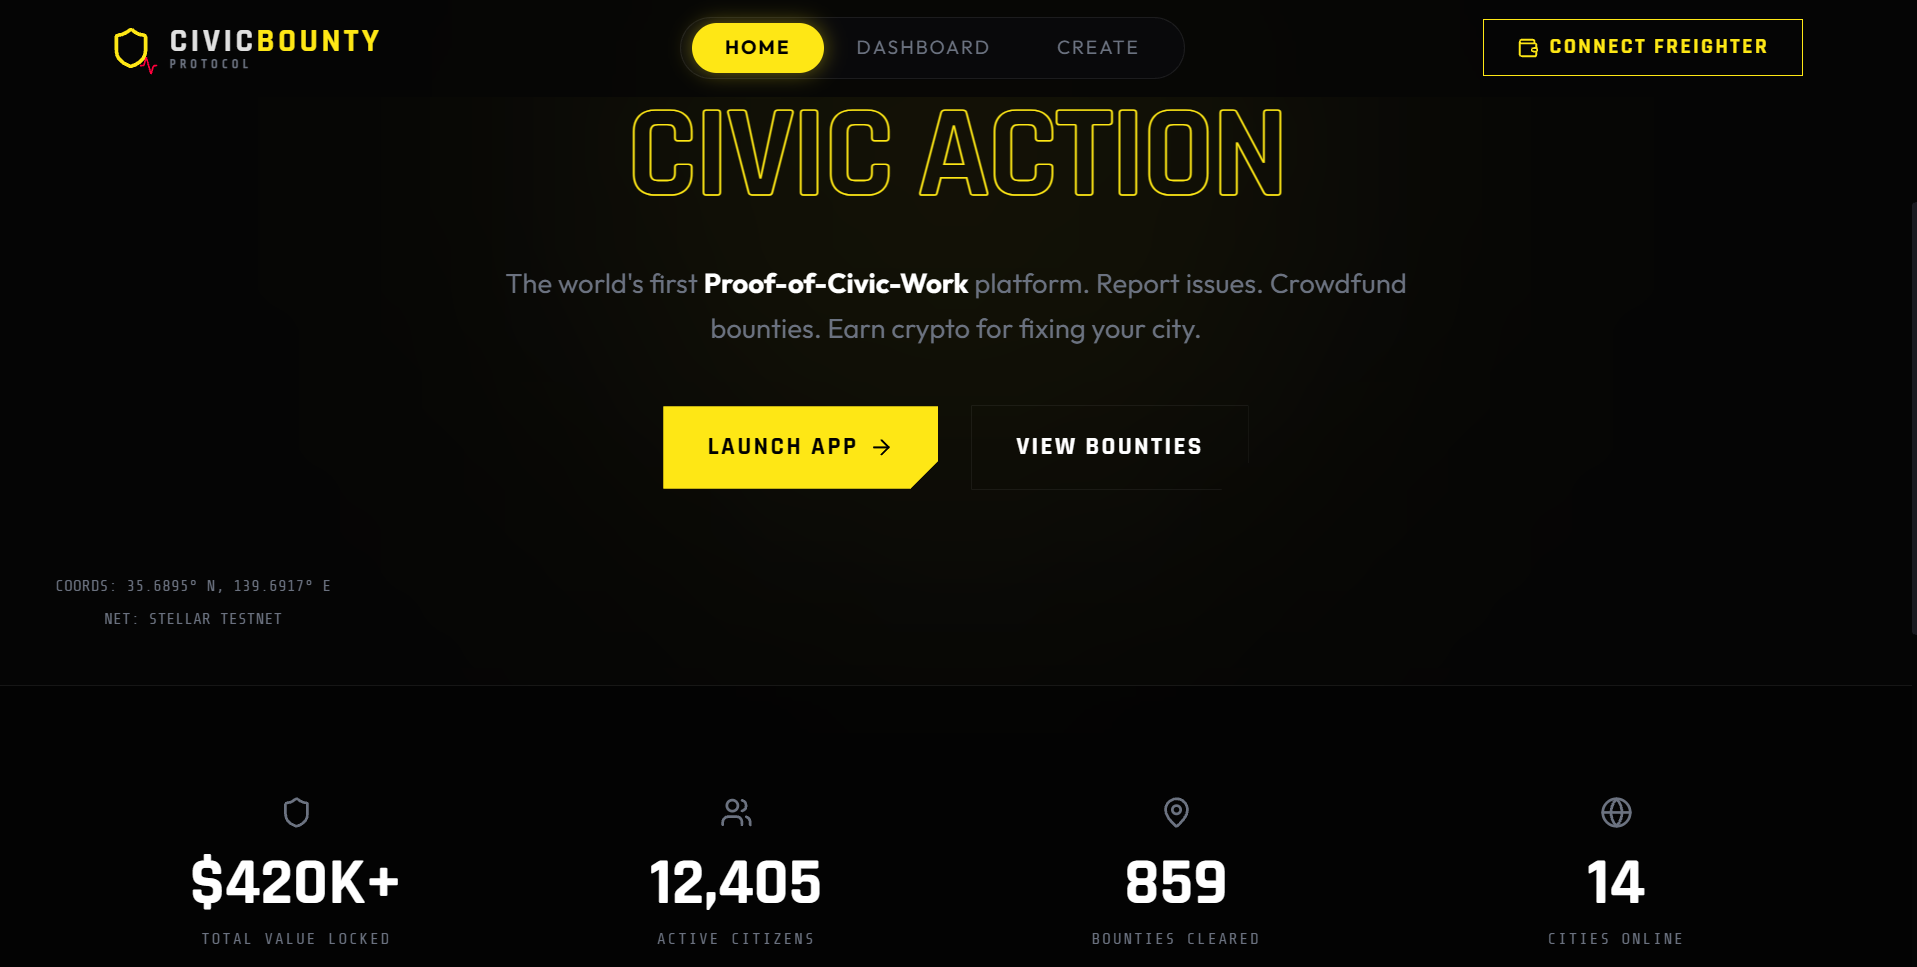 CIVICBOUNTY
PROTOCOL
HOME
DASHBOARD
CREATE
CONNECT FREIGHTER
CIVIC ACTION
The world's first Proof-of-Civic-Work platform. Report issues. Crowdfund
bounties. Earn crypto for fixing your city.
LAUNCH APP →
VIEW BOUNTIES
COORDS: 35.6895° N, 139.6917° E
NET: STELLAR TESTNET
$420K+
TOTAL VALUE LOCKED
12,405
ACTIVE CITIZENS
859
BOUNTIES CLEARED
14
CITIES ONLINE